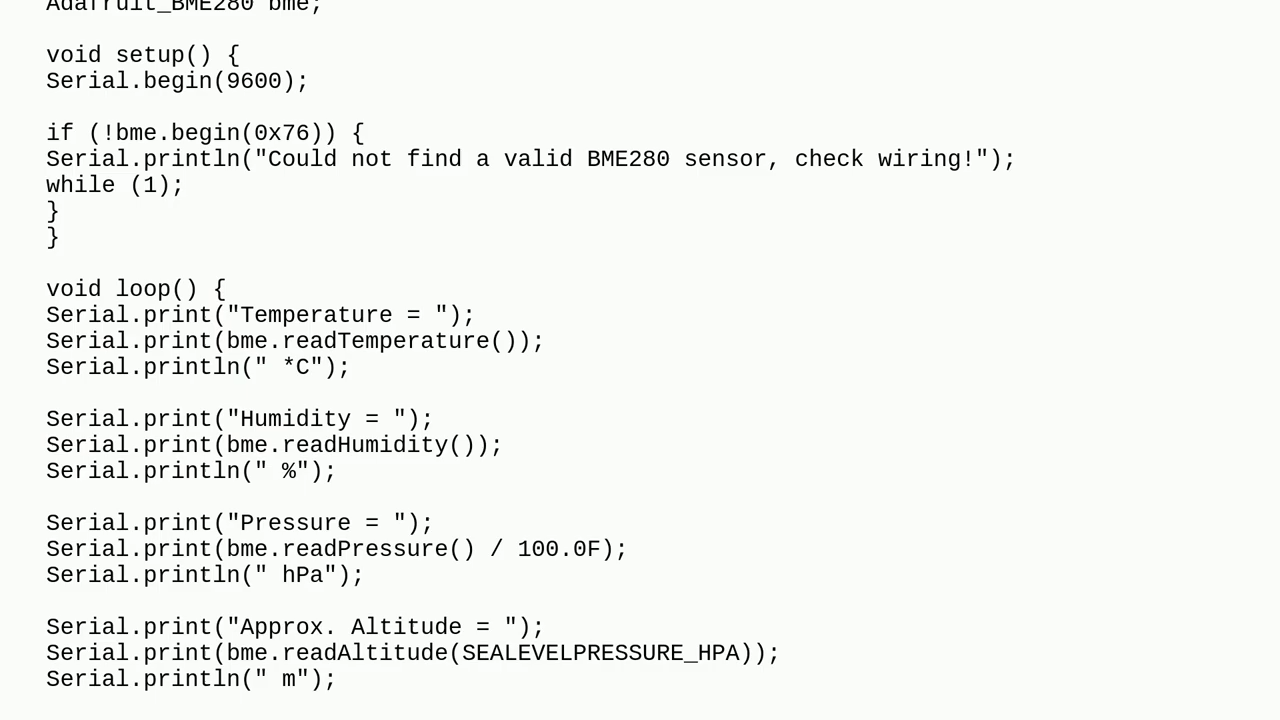 Adafruit_BME280 bme;
void setup() {
Serial.begin(9600);
if (!bme.begin(0x76)) {
Serial.println("Could not find a valid BME280 sensor, check wiring!");
while (1);
}
}
void loop() {
Serial.print("Temperature = ");
Serial.print(bme.readTemperature());
Serial.println(" *C");
Serial.print("Humidity = ");
Serial.print(bme.readHumidity());
Serial.println(" %");
Serial.print("Pressure = ");
Serial.print(bme.readPressure() / 100.0F);
Serial.println(" hPa");
Serial.print("Approx. Altitude = ");
Serial.print(bme.readAltitude(SEALEVELPRESSURE_HPA));
Serial.println(" m");